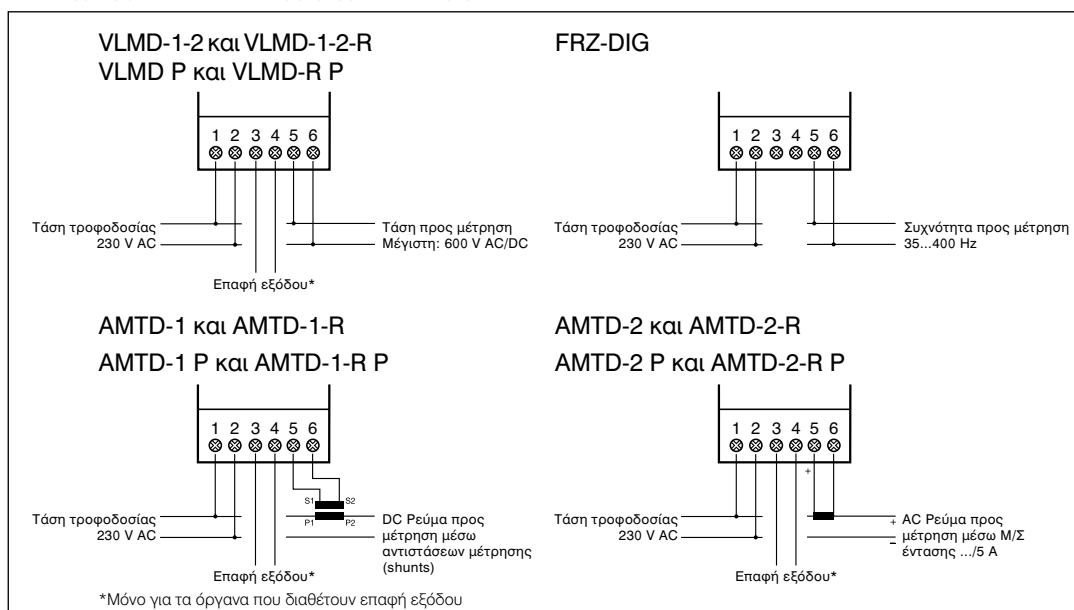 VLMD-1-2 και VLMD-1-2-R
VLMD P και VLMD-R P
1 2 3 4 5 6
Τάση τροφοδοσίας
230 V AC
Τάση προς μέτρηση
Μέγιστη: 600 V AC/DC
Επαφή εξόδου*
FRZ-DIG
1 2 3 4 5 6
Τάση τροφοδοσίας
230 V AC
Συχνότητα προς μέτρηση
35...400 Hz
AMTD-1 και AMTD-1-R
AMTD-1 P και AMTD-1-R P
1 2 3 4 5 6
S1 S2
P1 P2
Τάση τροφοδοσίας
230 V AC
DC Ρεύμα προς
μέτρηση μέσω
αντιστάσεων μέτρησης
(shunts)
Επαφή εξόδου*
AMTD-2 και AMTD-2-R
AMTD-2 P και AMTD-2-R P
1 2 3 4 5 6
+
Τάση τροφοδοσίας
230 V AC
+ AC Ρεύμα προς
– μέτρηση μέσω Μ/Σ
έντασης .../5 A
Επαφή εξόδου*
*Μόνο για τα όργανα που διαθέτουν επαφή εξόδου